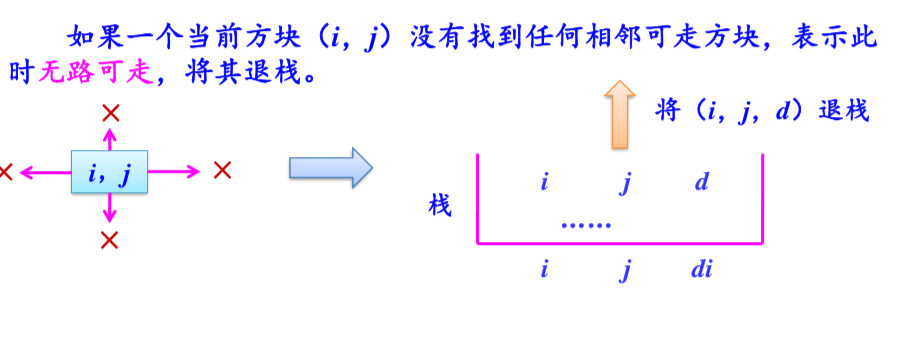 如果一个当前方块（i，j）没有找到任何相邻可走方块，表示此
时无路可走，将其退栈。
将（i，j，d）退栈
i，j
i j d
栈
……
i j di